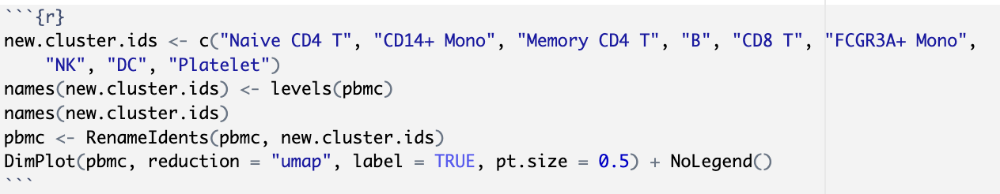 ```{r}
new.cluster.ids <- c("Naive CD4 T", "CD14+ Mono", "Memory CD4 T", "B", "CD8 T", "FCGR3A+ Mono",
    "NK", "DC", "Platelet")
names(new.cluster.ids) <- levels(pbmc)
names(new.cluster.ids)
pbmc <- RenameIdents(pbmc, new.cluster.ids)
DimPlot(pbmc, reduction = "umap", label = TRUE, pt.size = 0.5) + NoLegend()
```